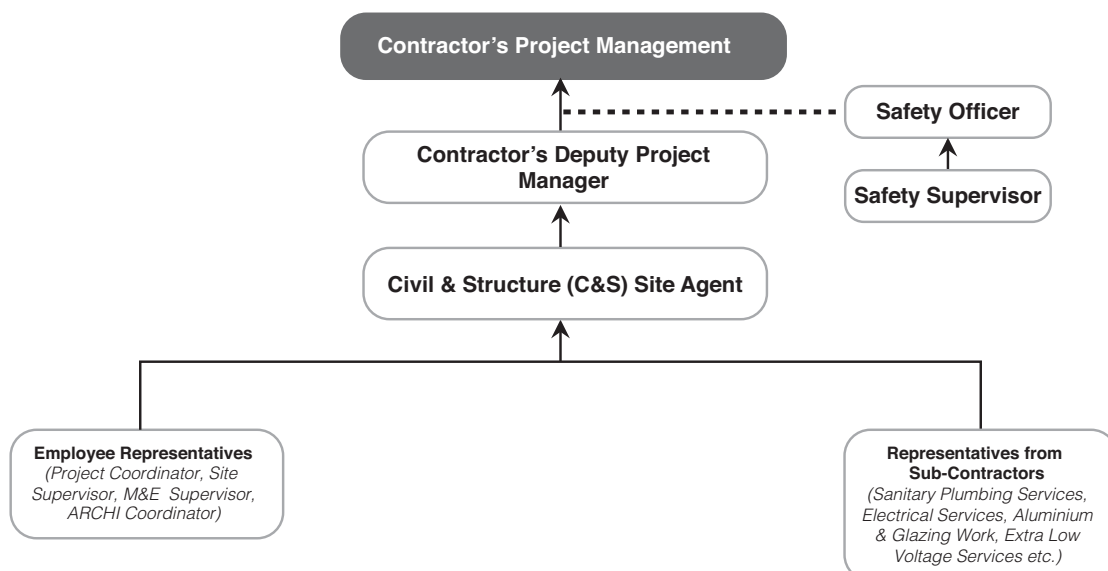 Contractor's Project Management
Safety Officer
Contractor's Deputy Project
Manager
Safety Supervisor
Civil & Structure (C&S) Site Agent
Employee Representatives
(Project Coordinator, Site
Supervisor, M&E Supervisor,
ARCHI Coordinator)
Representatives from
Sub-Contractors
(Sanitary Plumbing Services,
Electrical Services, Aluminium
& Glazing Work, Extra Low
Voltage Services etc.)